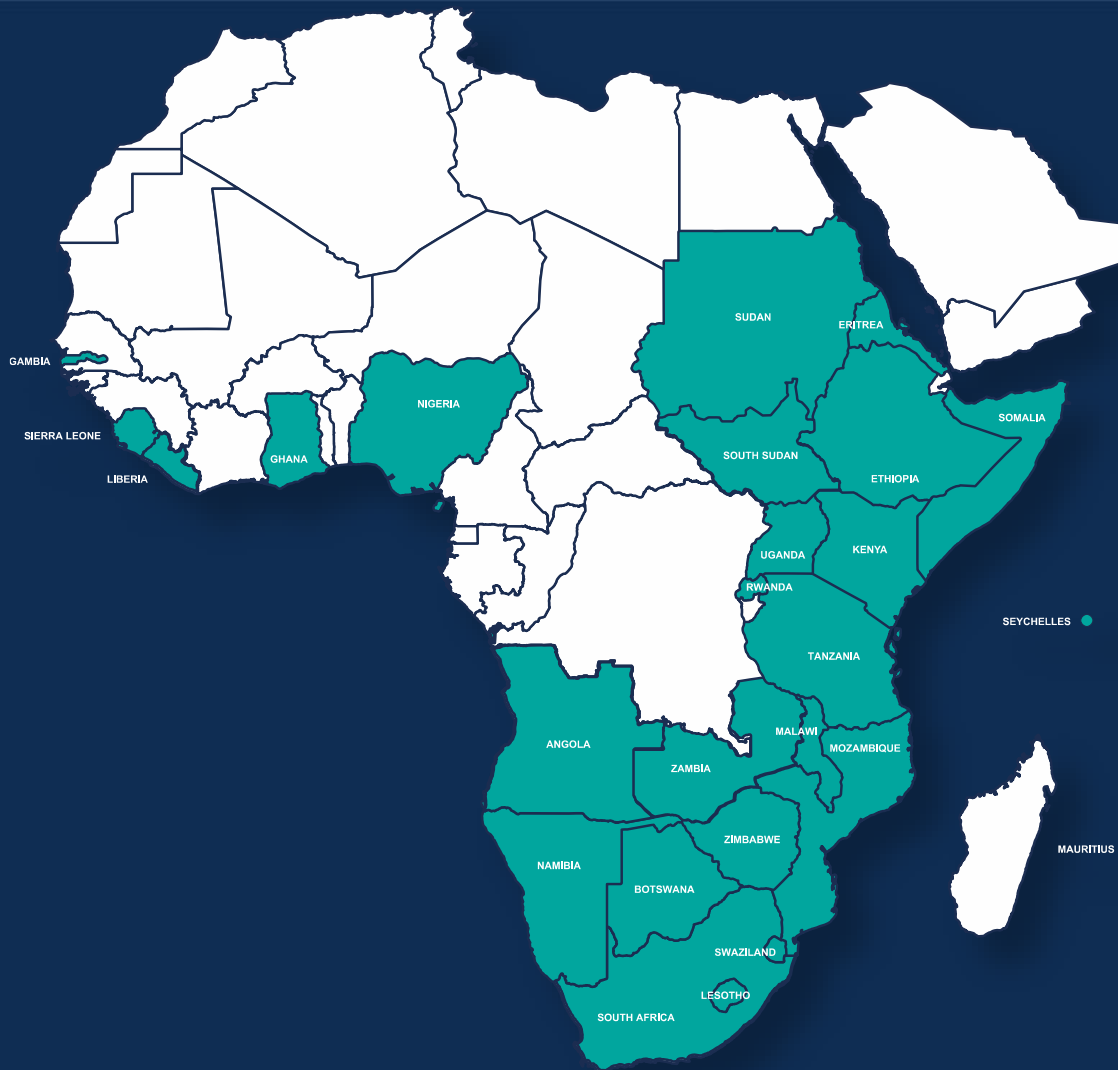 SUDAN
ERITREA
GAMBIA
NIGERIA
SOMALIA
SIERRA LEONE
SOUTH SUDAN
GHANA
LIBERIA
ETHIOPIA
KENYA
UGANDA
RWANDA
SEYCHELLES
TANZANIA
MALAWI
ANGOLA
MOZAMBIQUE
ZAMBIA
ZIMBABWE
MAURITIUS
NAMIBIA
BOTSWANA
SWAZILAND
LESOTHO
SOUTH AFRICA